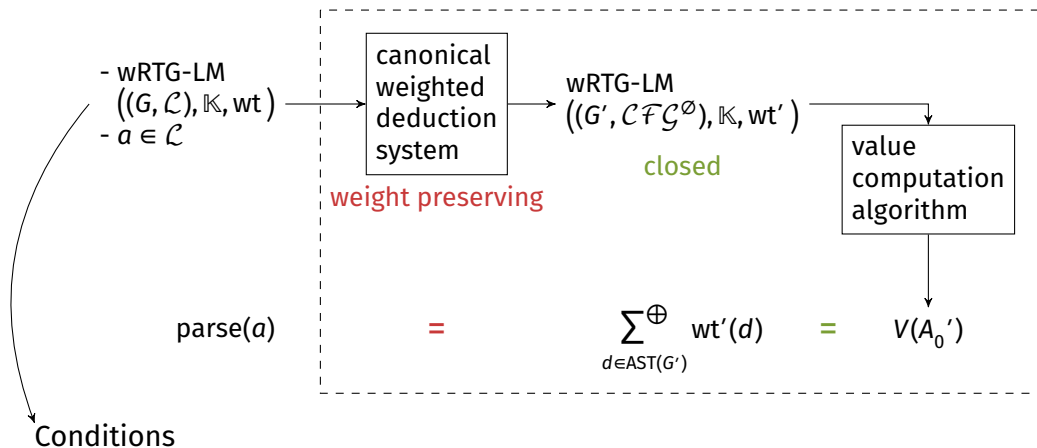 - wRTG-LM
((G, ℒ), 𝕂, wt)
- a ∈ ℒ
canonical
weighted
deduction
system
weight preserving
wRTG-LM
((G′, 𝒞ℱ𝒢^∅), 𝕂, wt′)
closed
value
computation
algorithm
parse(a) = ∑^⊕ wt′(d) = V(A₀′)
d∈AST(G′)
Conditions